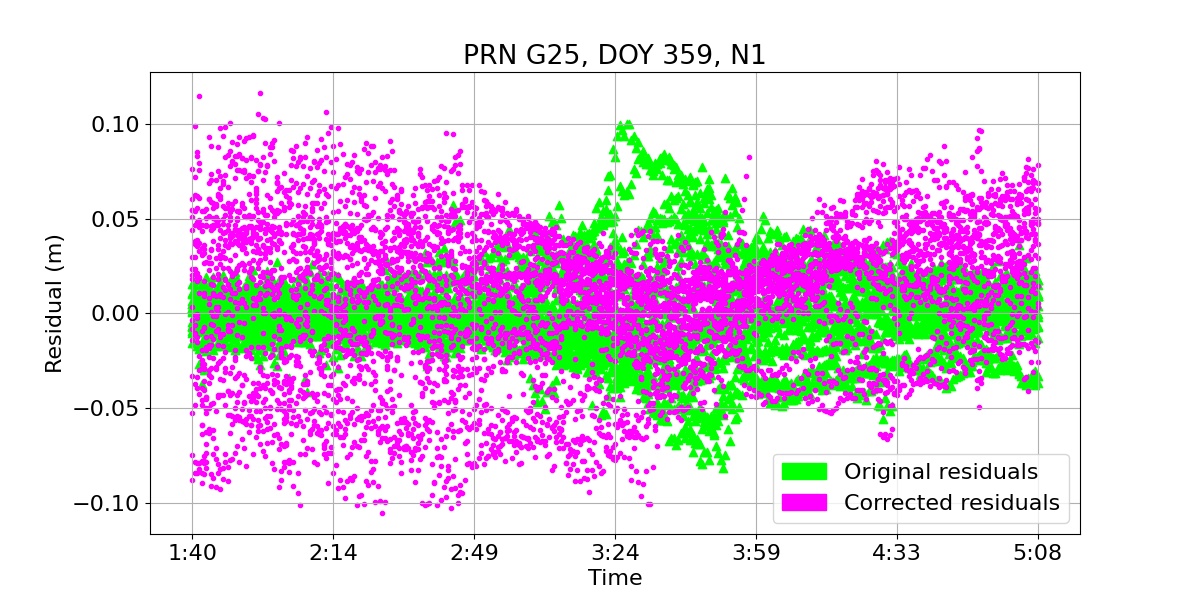 PRN G25, DOY 359, N1
Residual (m)
0.10
0.05
0.00
−0.05
−0.10
Original residuals
Corrected residuals
1:40 2:14 2:49 3:24 3:59 4:33 5:08
Time